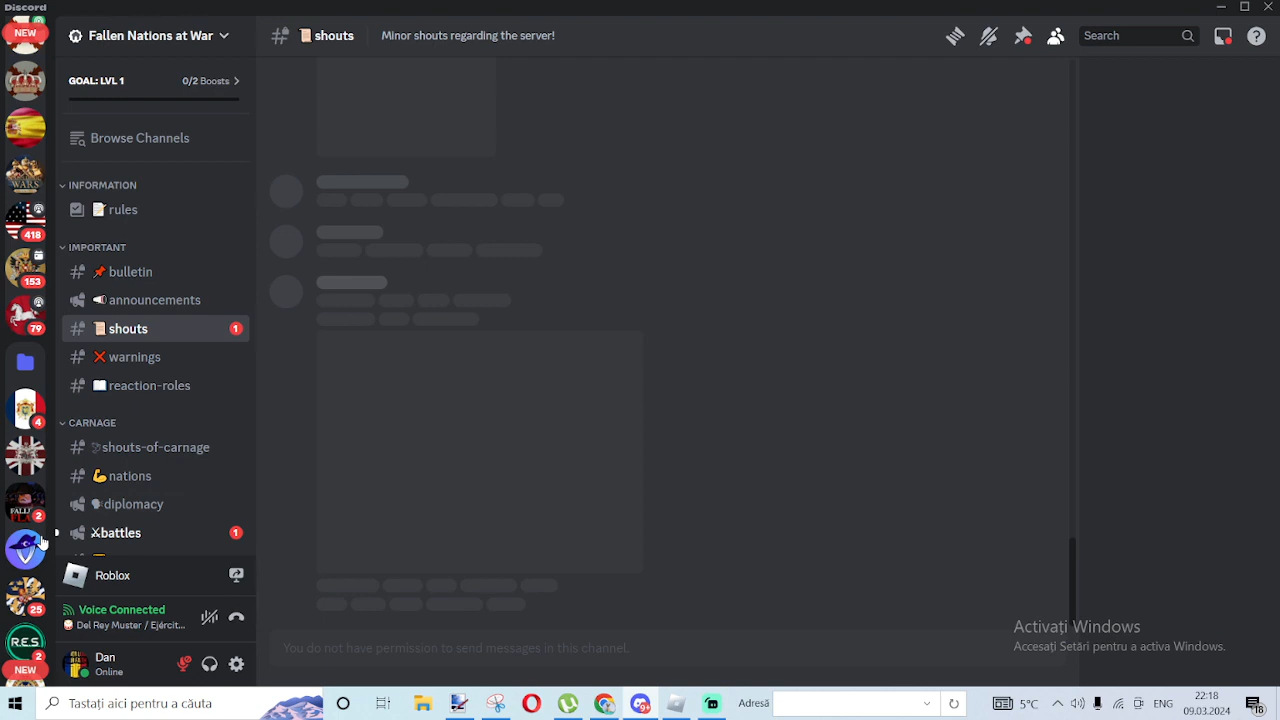 Discord
NEW
Fallen Nations at War
shouts
Minor shouts regarding the server!
Search
GOAL: LVL 1
0/2 Boosts
Browse Channels
INFORMATION
rules
418
IMPORTANT
bulletin
153
announcements
79
shouts
1
warnings
reaction-roles
4
CARNAGE
shouts-of-carnage
nations
2
diplomacy
battles
1
Roblox
25
Voice Connected
Del Rey Muster / Ejércit...
R.E.S
2
Dan
Online
NEW
You do not have permission to send messages in this channel.
Activați Windows
Accesați Setări pentru a activa Windows.
Tastați aici pentru a căuta
9+
Adresă
5°C
ENG
22:18
09.03.2024
18